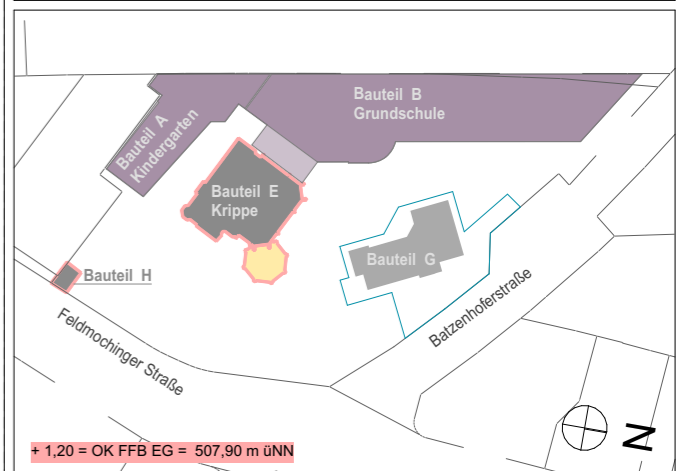 Bauteil B
Grundschule
Bauteil A
Kindergarten
Bauteil E
Krippe
Bauteil G
Bauteil H
Feldmochinger Straße
Batzenhoferstraße
N
+ 1,20 = OK FFB EG = 507,90 m üNN